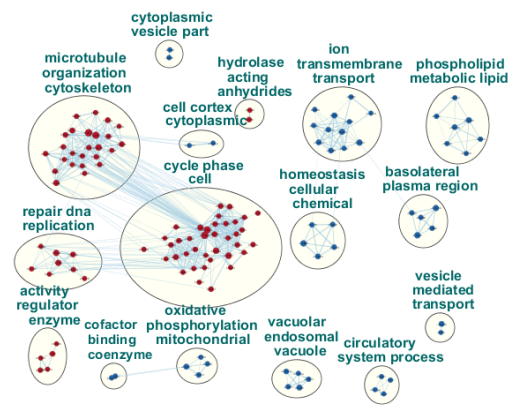 cytoplasmic
vesicle part
microtubule
organization
cytoskeleton
hydrolase
acting
anhydrides
ion
transmembrane
transport
phospholipid
metabolic lipid
cell cortex
cytoplasmic
cycle phase
cell
homeostasis
cellular
chemical
basolateral
plasma region
repair dna
replication
activity
regulator
enzyme
cofactor
binding
coenzyme
oxidative
phosphorylation
mitochondrial
vacuolar
endosomal
vacuole
vesicle
mediated
transport
circulatory
system process